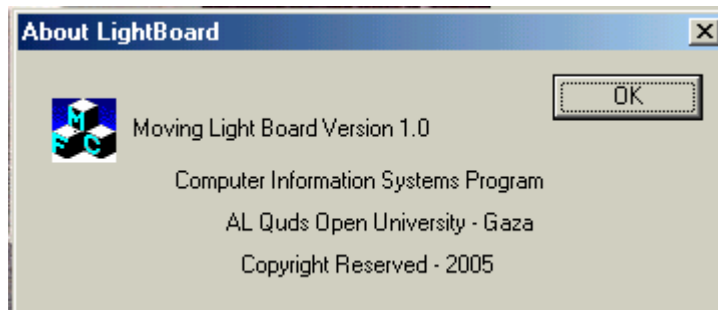 About LightBoard
OK
MFC
Moving Light Board Version 1.0
Computer Information Systems Program
AL Quds Open University - Gaza
Copyright Reserved - 2005